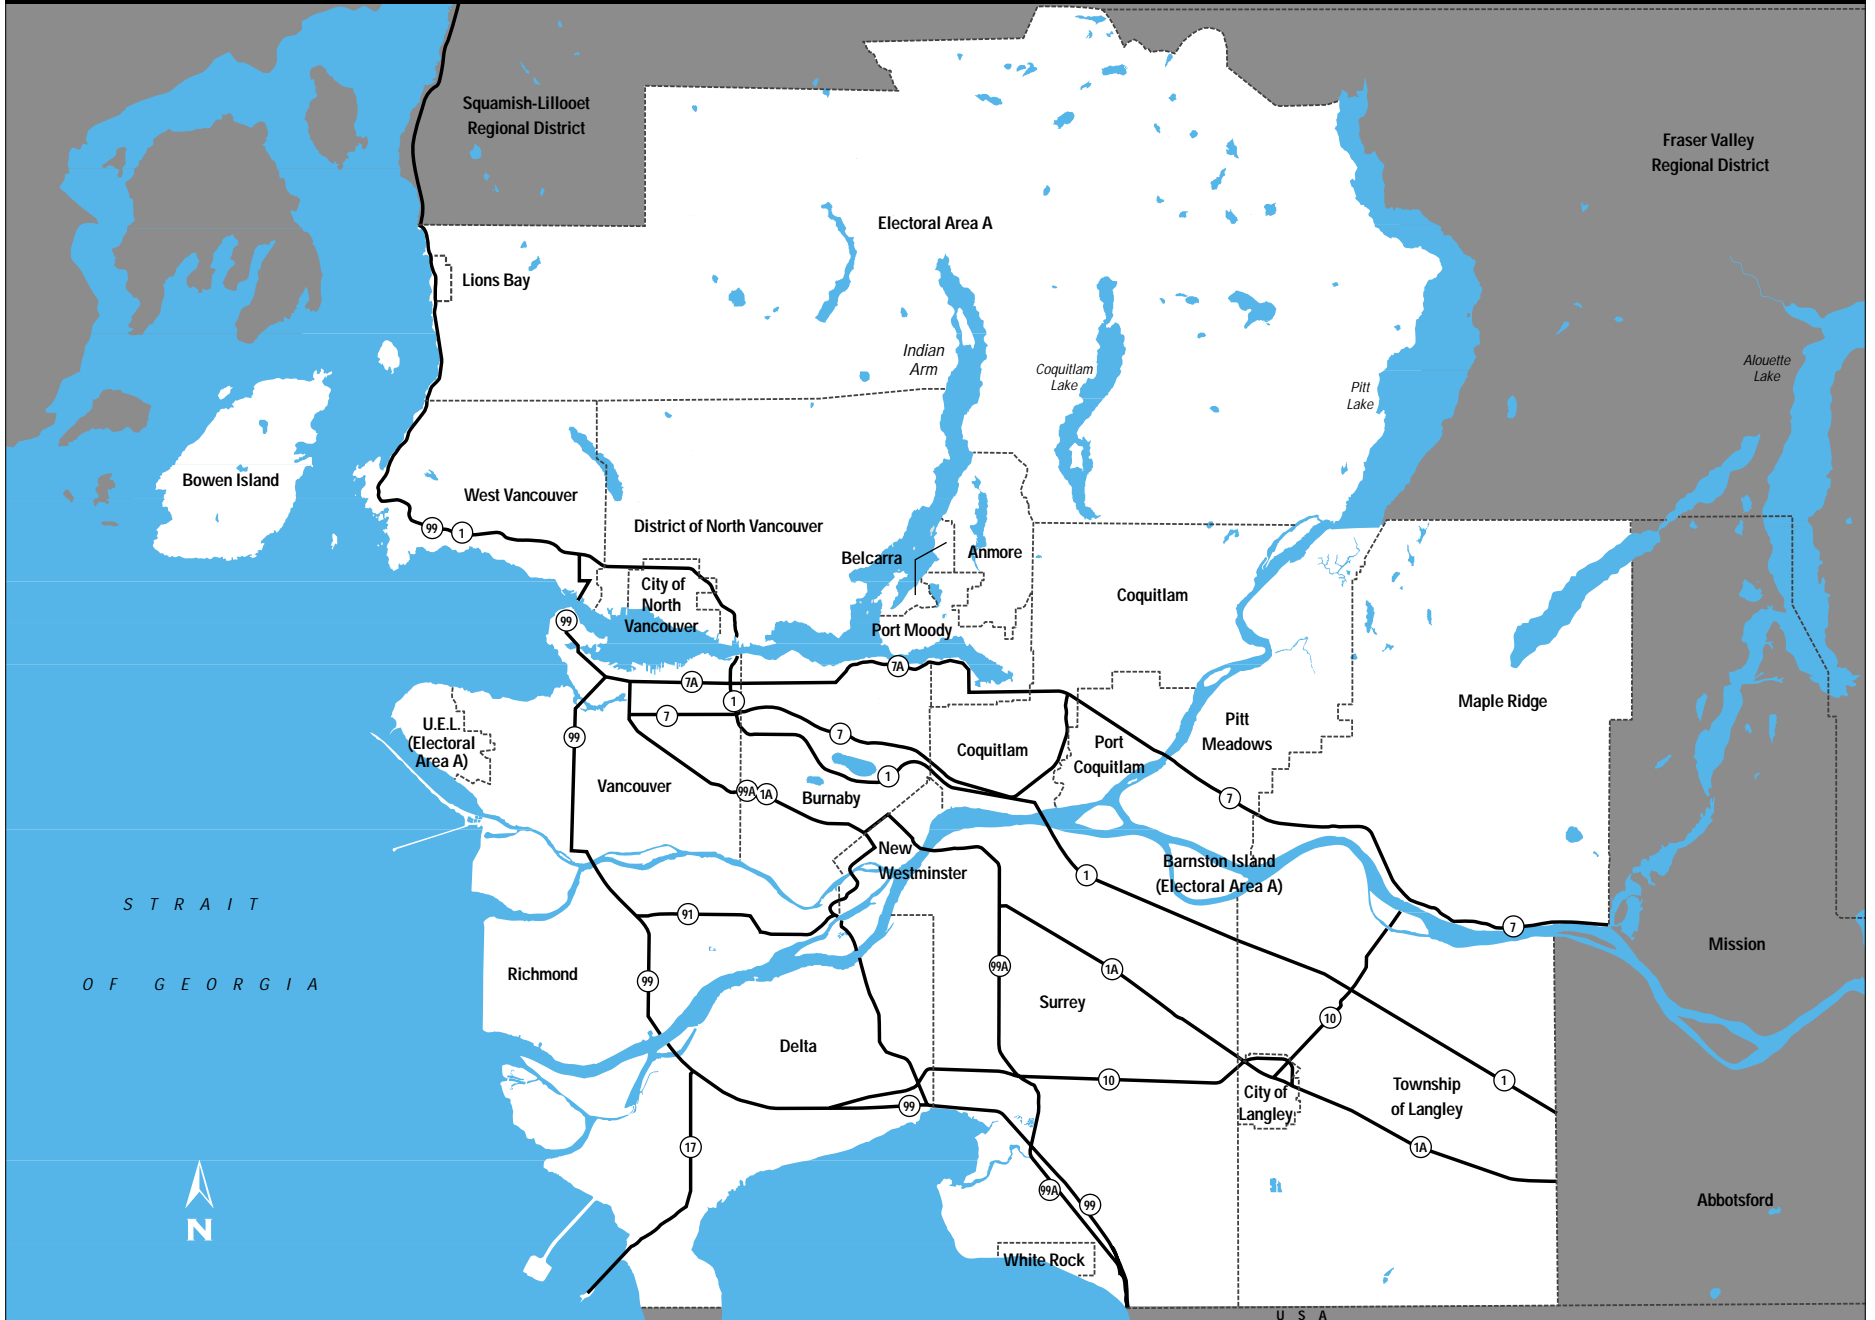 Squamish-Lillooet
Regional District
Fraser Valley
Regional District
Electoral Area A
Lions Bay
Indian
Arm
Coquitlam
Lake
Pitt
Lake
Alouette
Lake
Bowen Island
West Vancouver
District of North Vancouver
Belcarra
Anmore
99
1
City of
North
Vancouver
Coquitlam
99
Port Moody
7A
7A
1
Maple Ridge
7
U.E.L.
(Electoral
Area A)
99
7
Coquitlam
Port
Coquitlam
Pitt
Meadows
1
Vancouver
99A
1A
Burnaby
7
New
Westminster
Barnston Island
(Electoral Area A)
1
STRAIT
91
7
Mission
Richmond
99
99A
1A
OF GEORGIA
Surrey
10
Delta
10
1
City of
Langley
Township
of Langley
99
17
1A
99A
99
Abbotsford
N
White Rock
USA